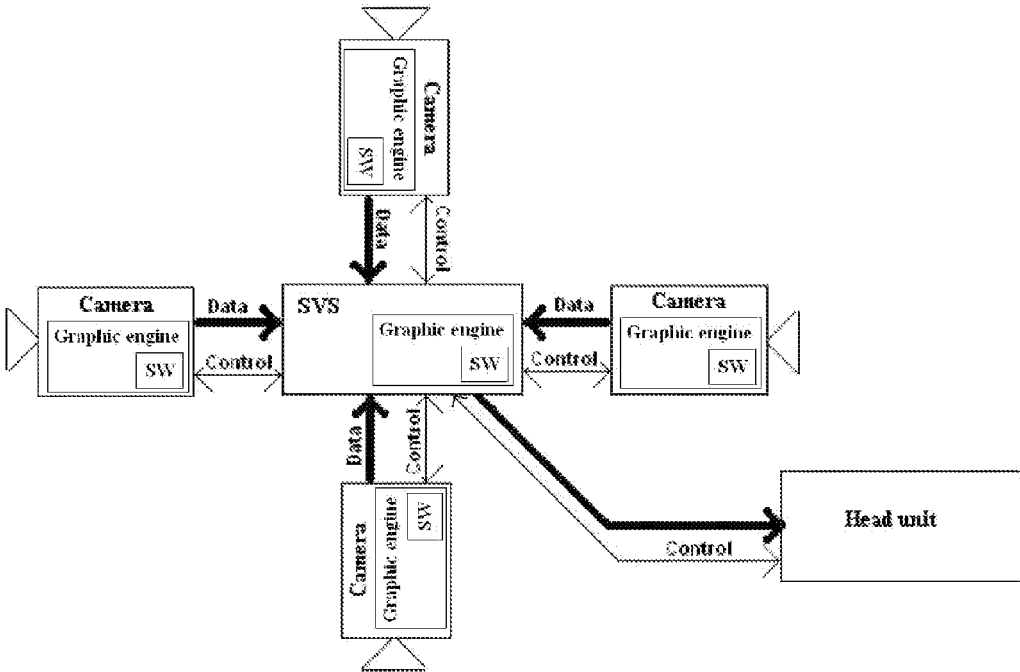 Camera
Graphic engine
SW
Data
Control
Camera
Graphic engine
SW
Data
Control
SVS
Graphic engine
SW
Data
Control
Camera
Graphic engine
SW
Data
Control
Camera
Graphic engine
SW
Head unit
Control